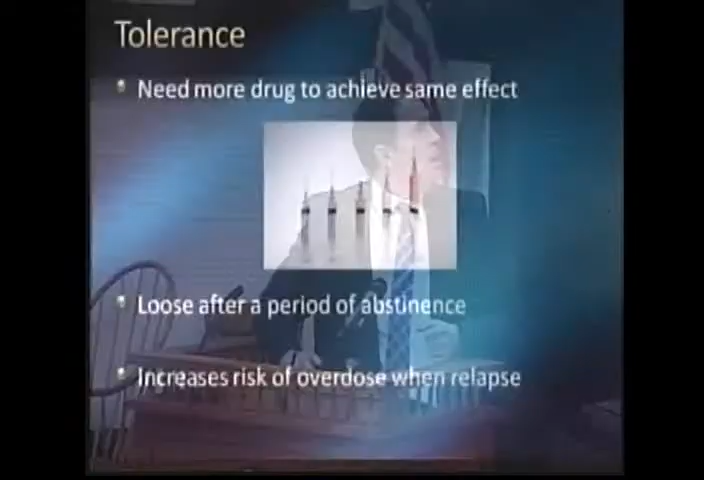 Tolerance
Need more drug to achieve same effect
Loose after a period of abstinence
Increases risk of overdose when relapse